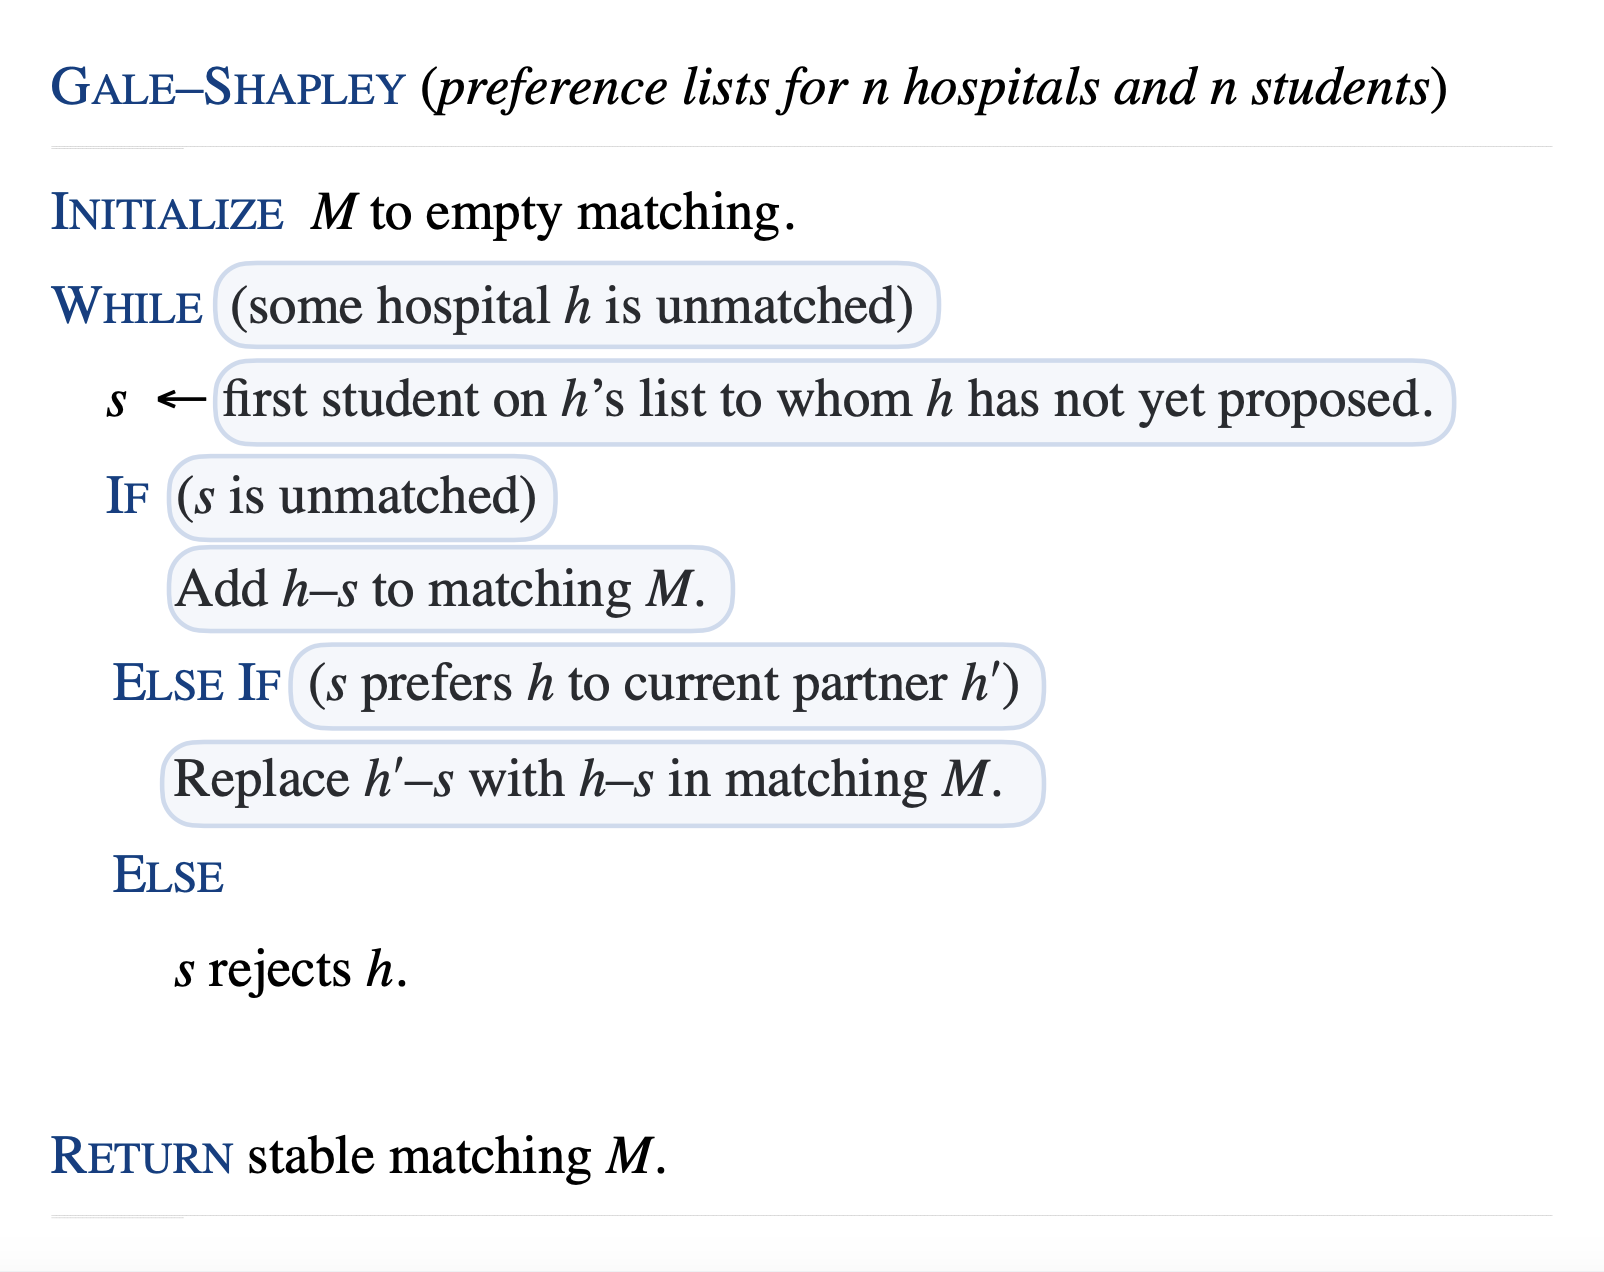 GALE–SHAPLEY (preference lists for n hospitals and n students)
INITIALIZE M to empty matching.
WHILE (some hospital h is unmatched)
s ← first student on h’s list to whom h has not yet proposed.
IF (s is unmatched)
Add h–s to matching M.
ELSE IF (s prefers h to current partner h′)
Replace h′–s with h–s in matching M.
ELSE
s rejects h.
RETURN stable matching M.